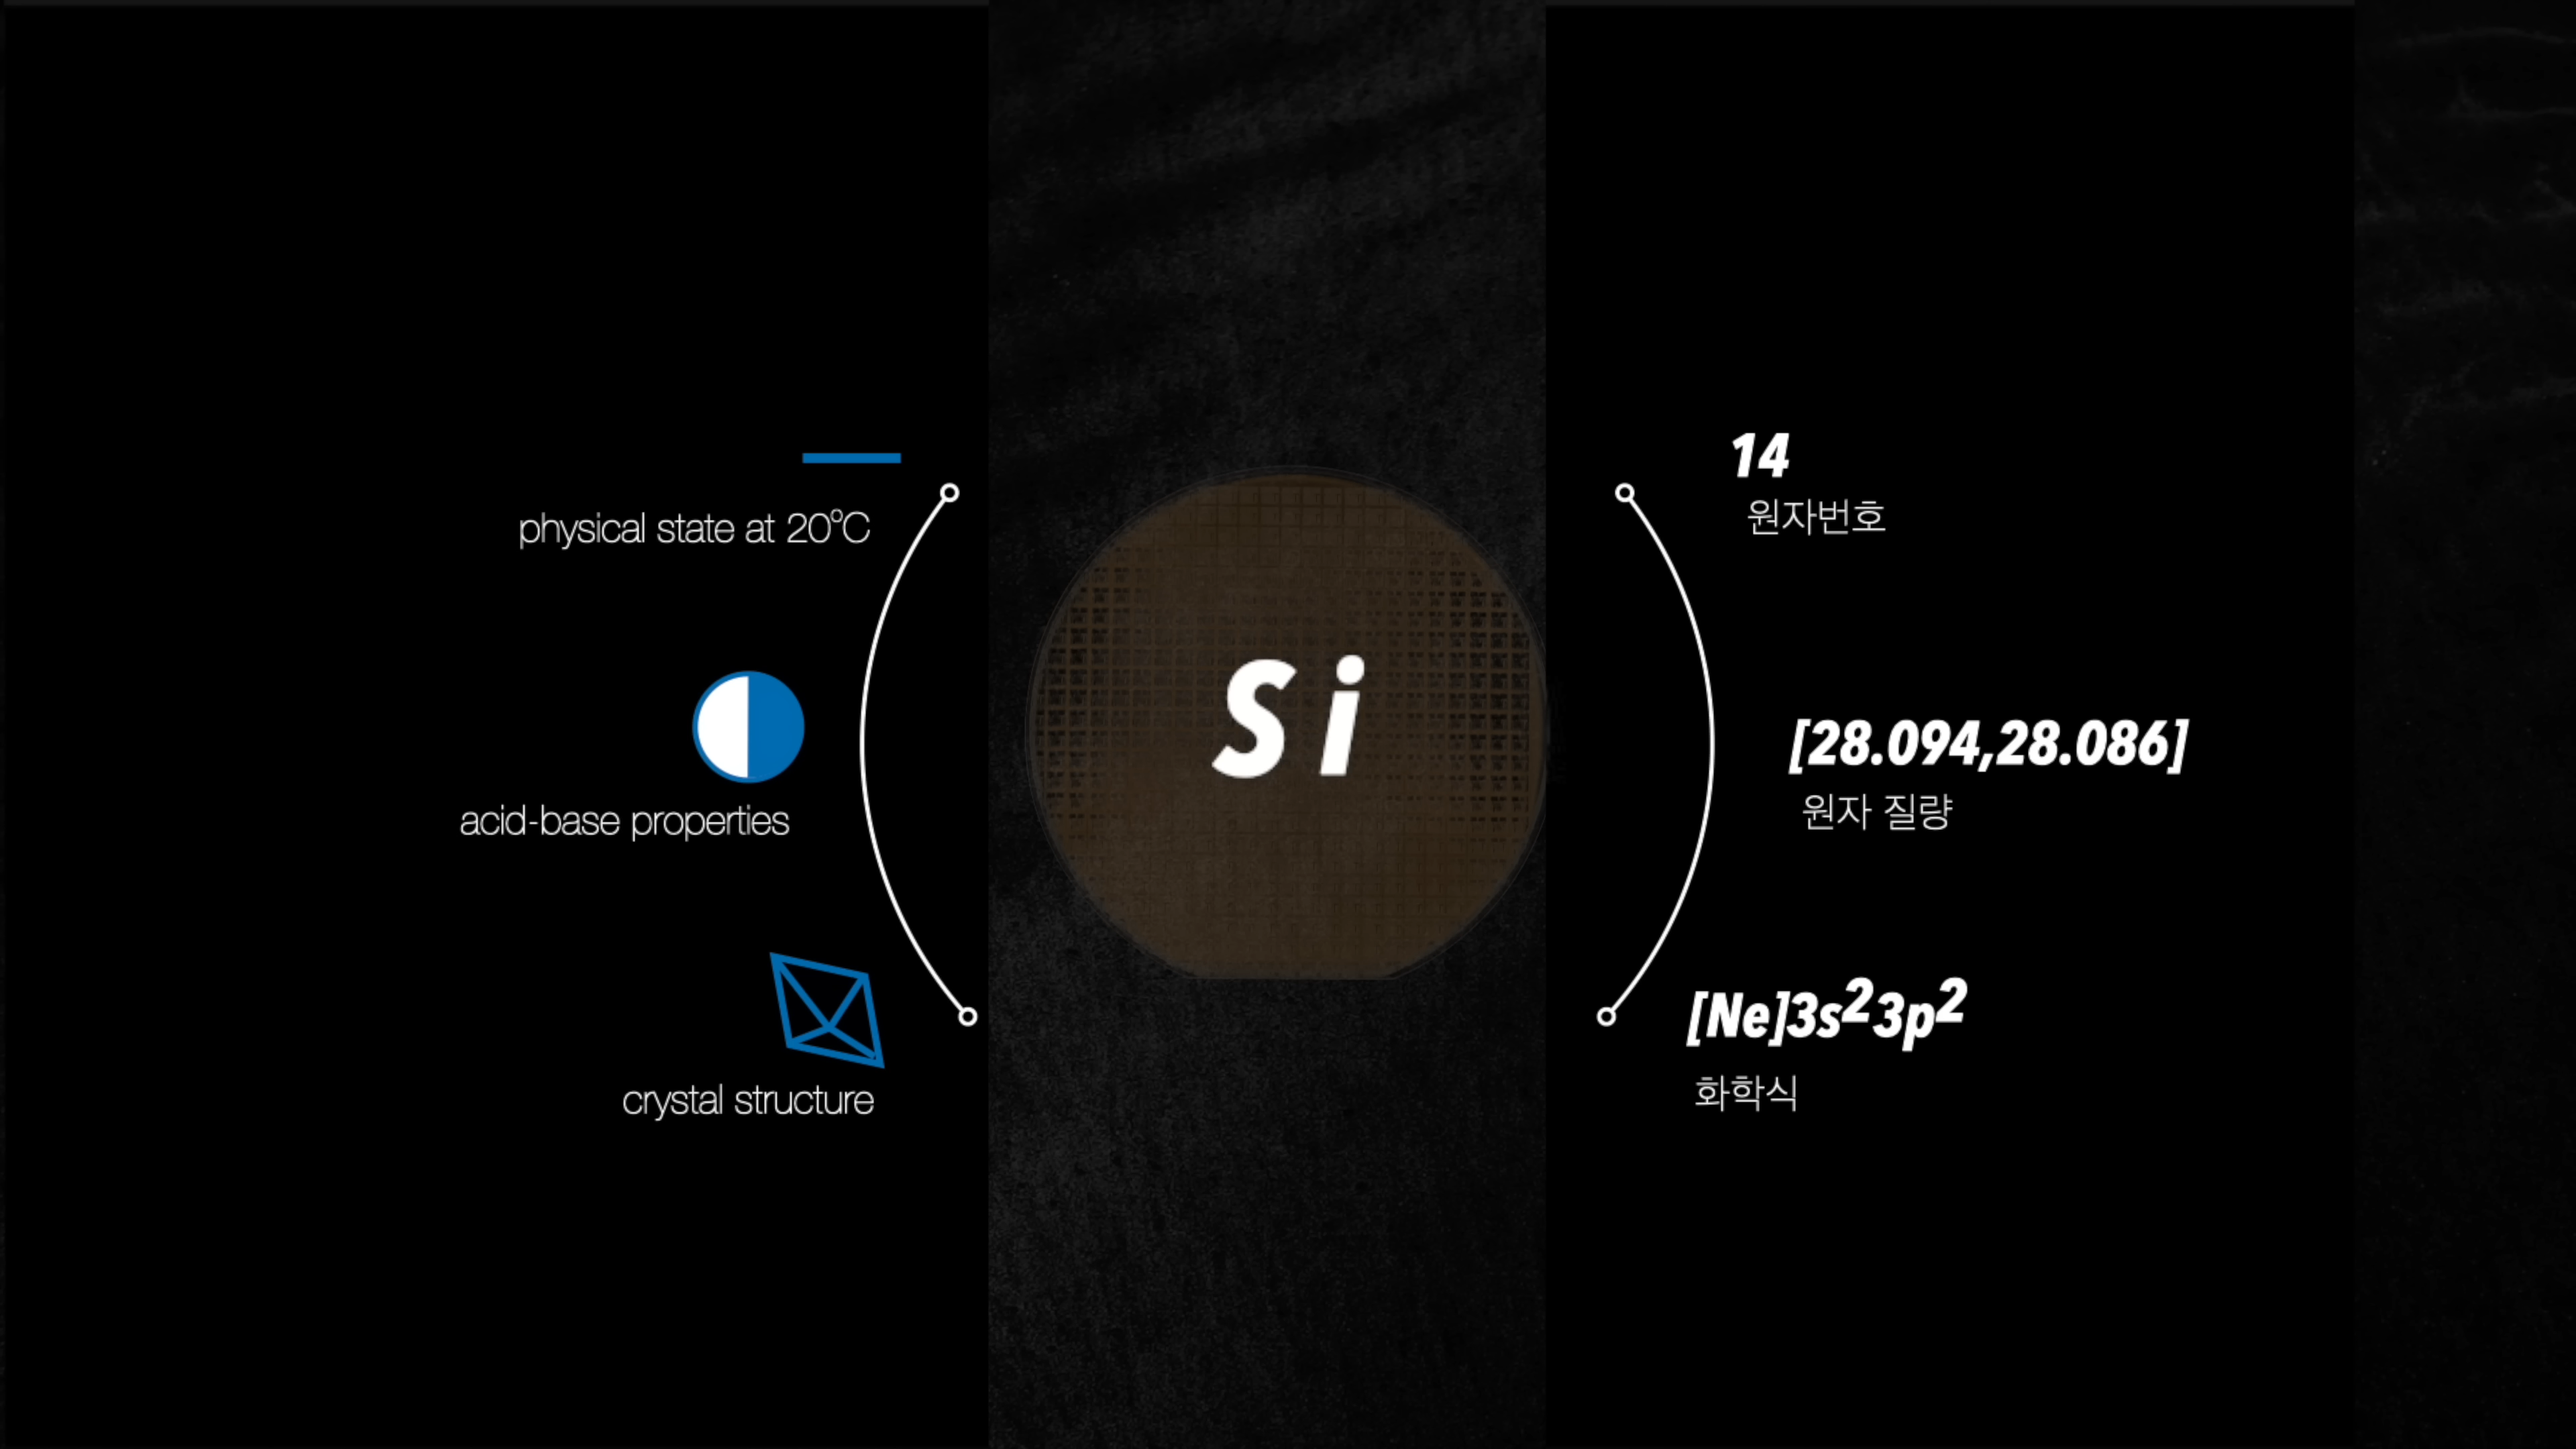 physical state at 20°C
acid-base properties
crystal structure
Si
14
원자번호
[28.094,28.086]
원자 질량
[Ne]3s²3p²
화학식